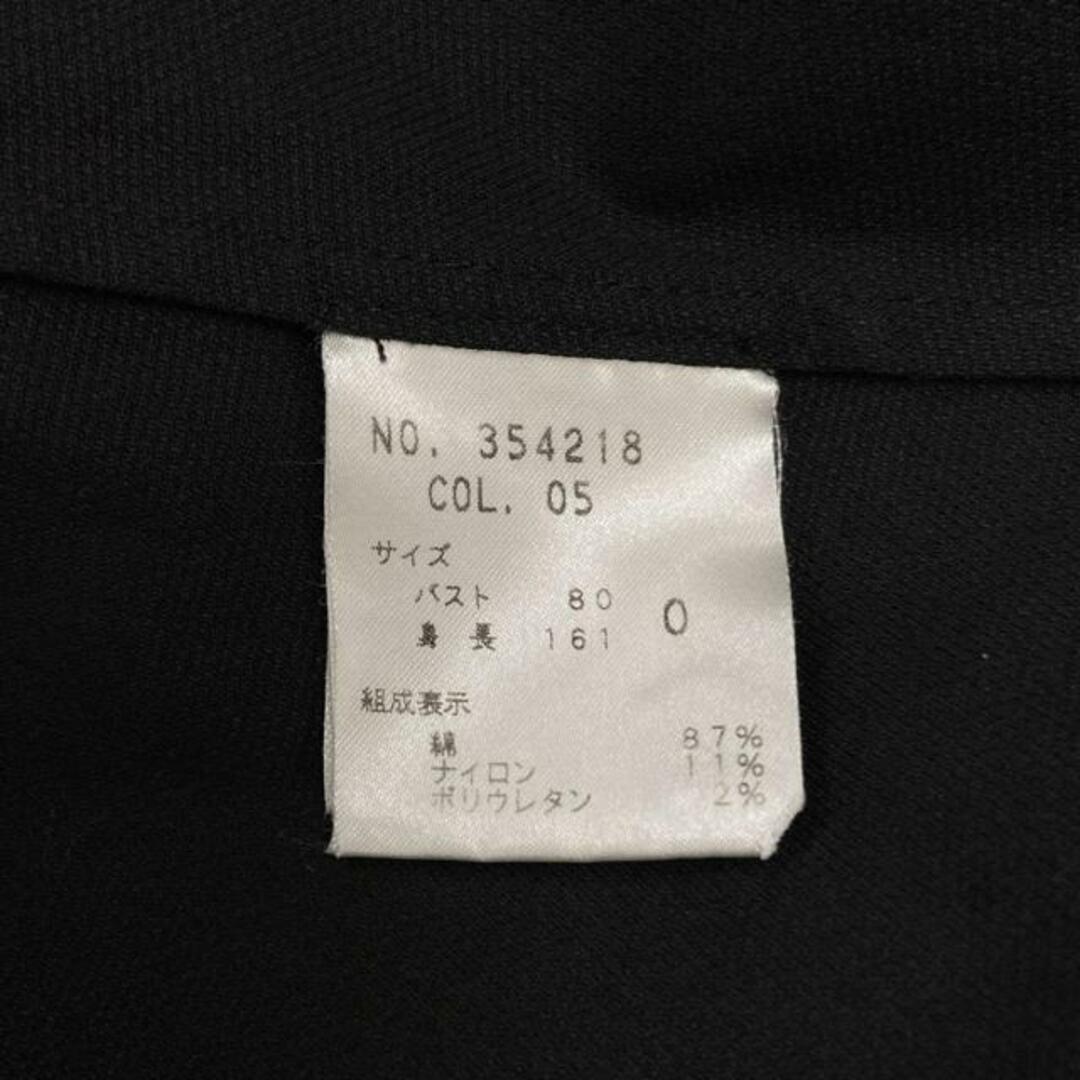 NO. 354218
COL. 05
サイズ
バスト 80
身長 161 0
組成表示
綿 87%
ナイロン 11%
ポリウレタン 2%